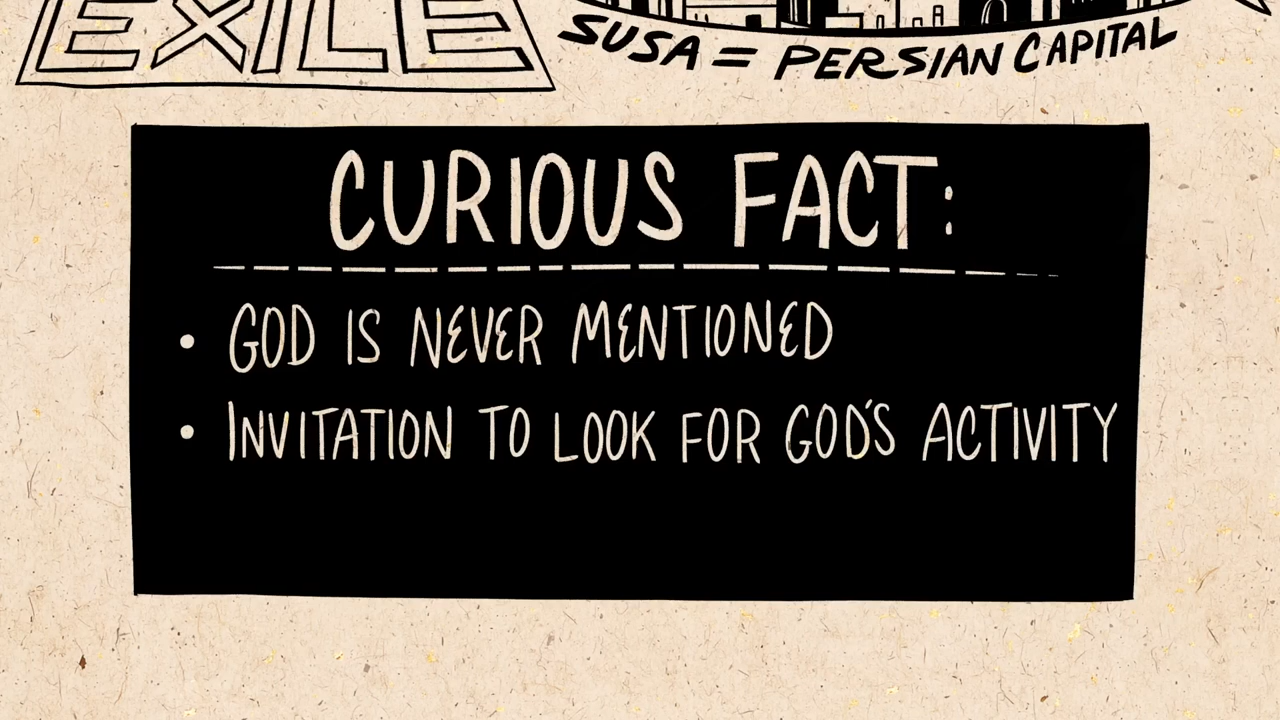 EXILE
SUSA = PERSIAN CAPITAL
CURIOUS FACT:
• GOD IS NEVER MENTIONED
• INVITATION TO LOOK FOR GOD'S ACTIVITY